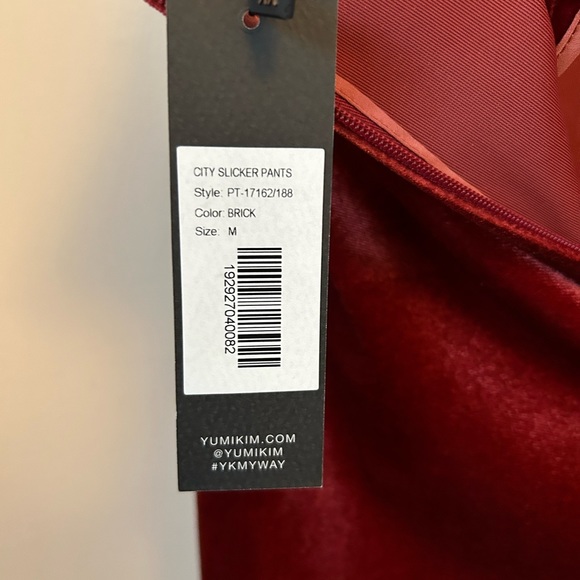 CITY SLICKER PANTS
Style: PT-17162/188
Color: BRICK
Size: M
192927040082
YUMIKIM.COM
@YUMIKIM
#YKMYWAY